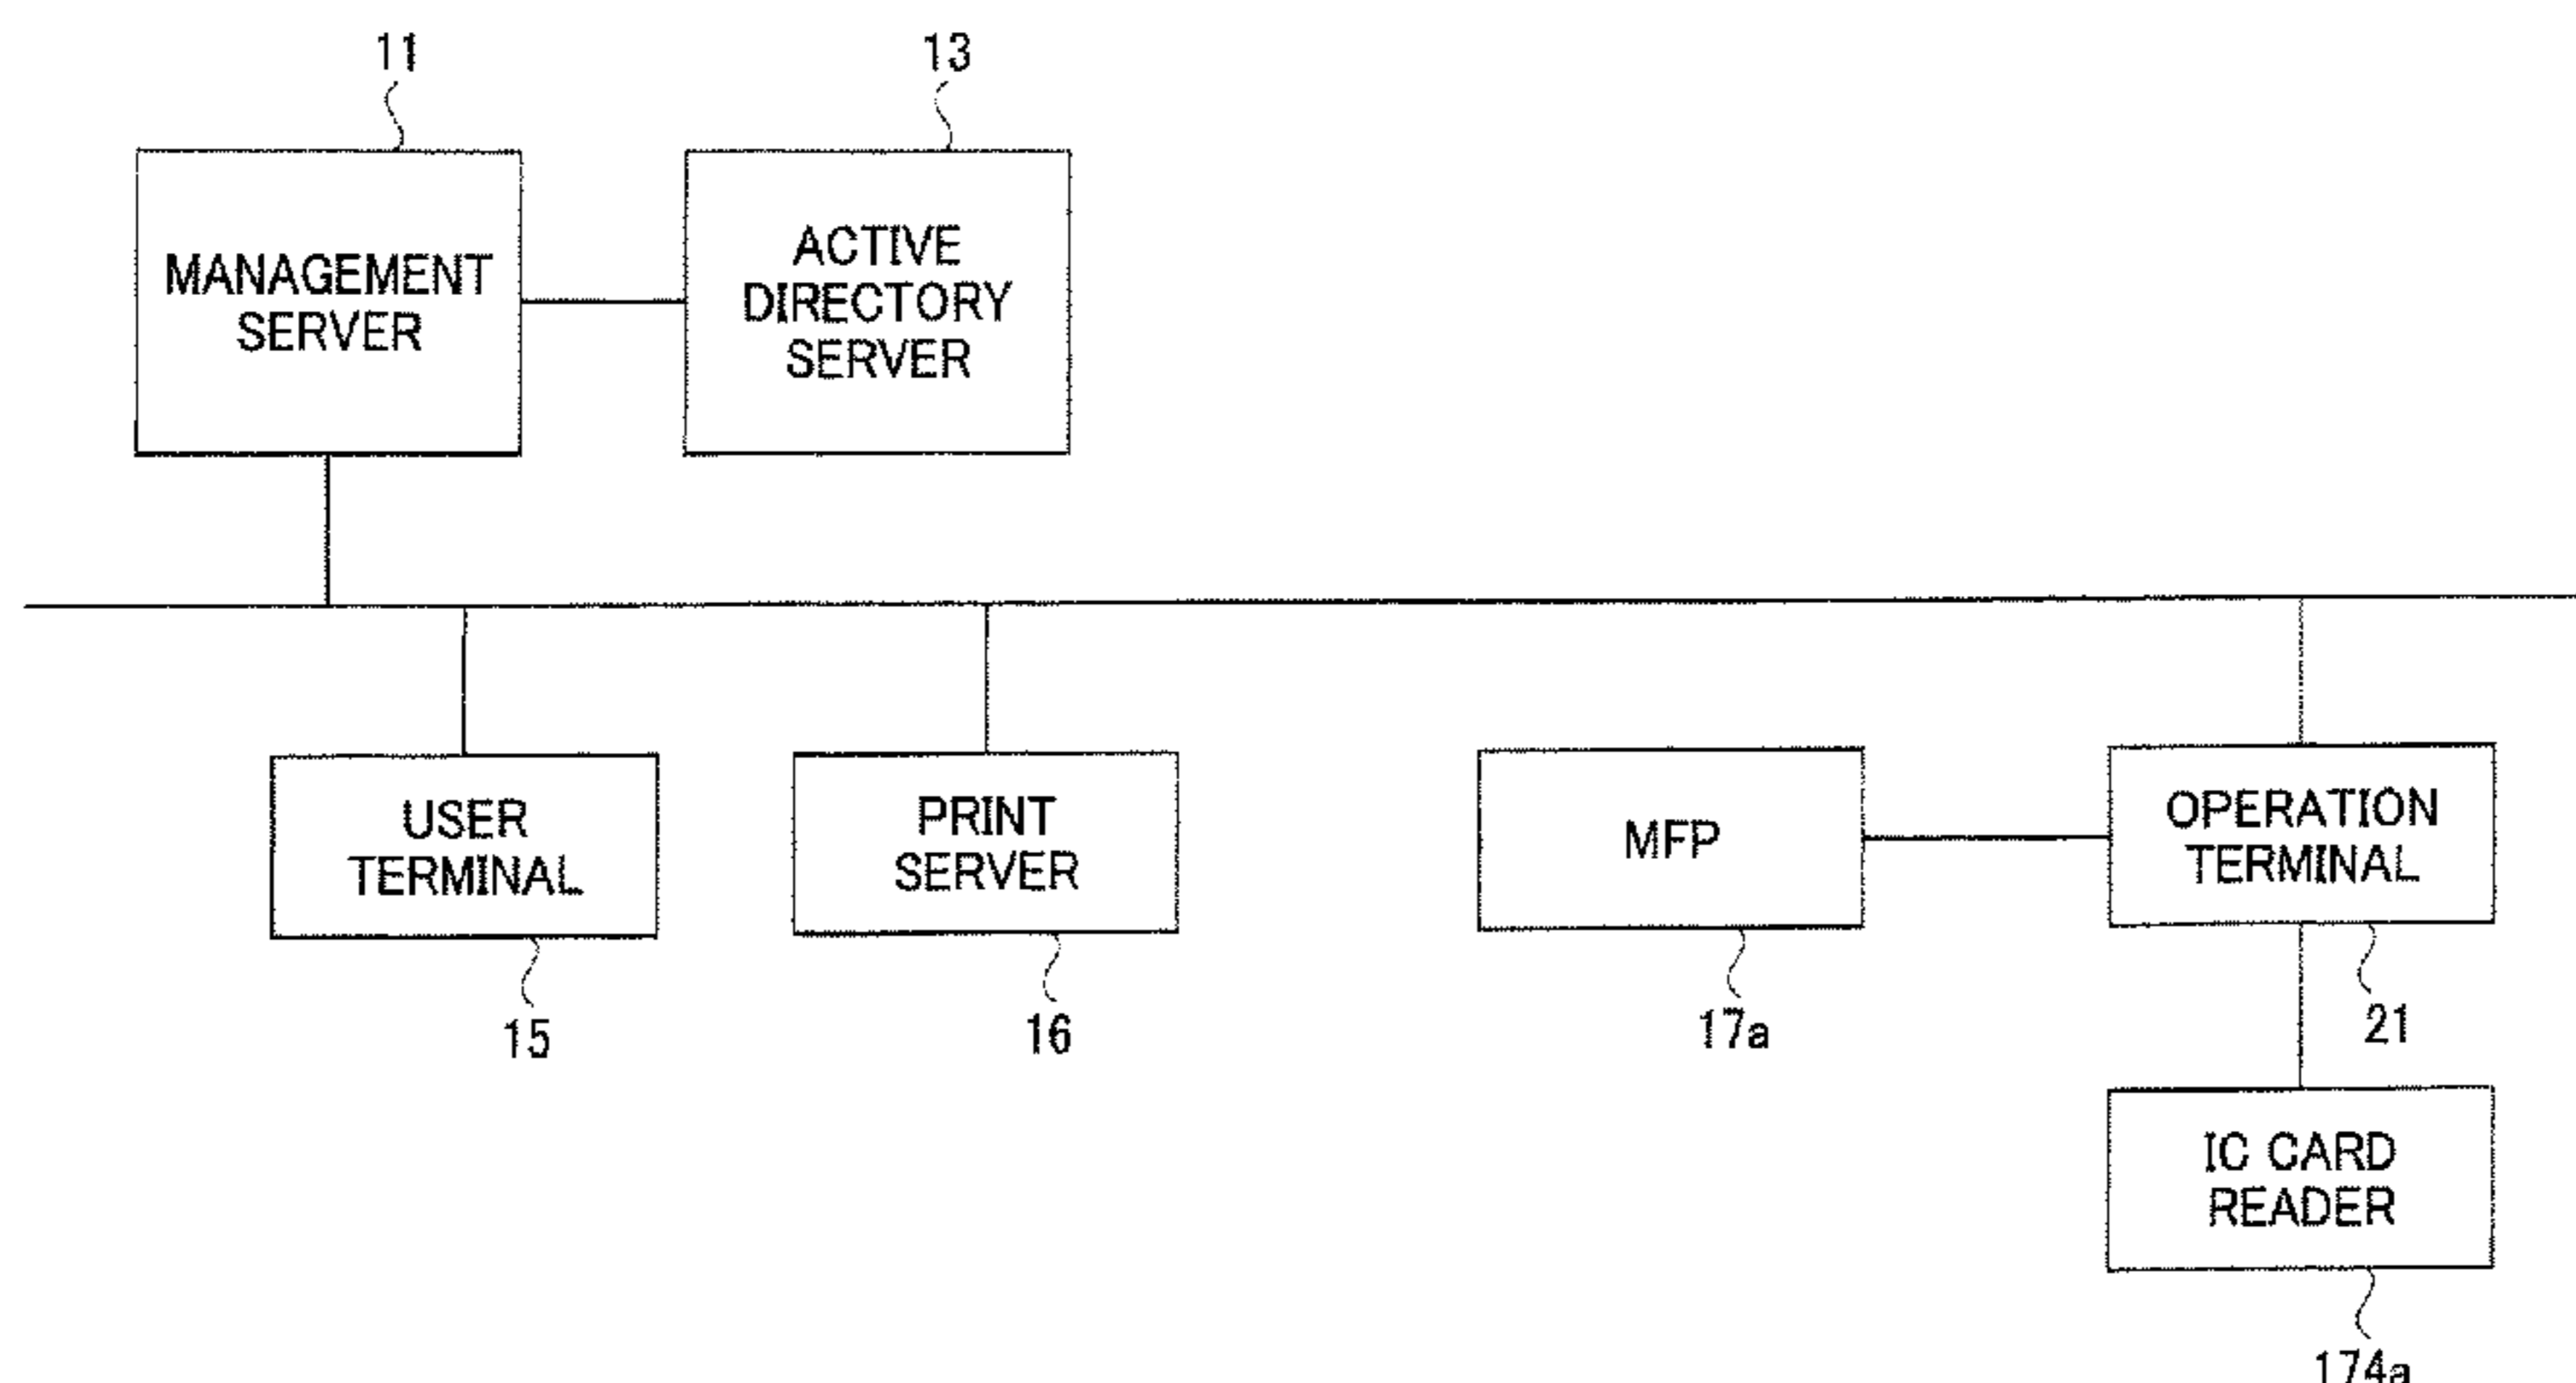 11
13
MANAGEMENT
SERVER
ACTIVE
DIRECTORY
SERVER
USER
TERMINAL
PRINT
SERVER
MFP
OPERATION
TERMINAL
15
16
17a
21
IC CARD
READER
174a